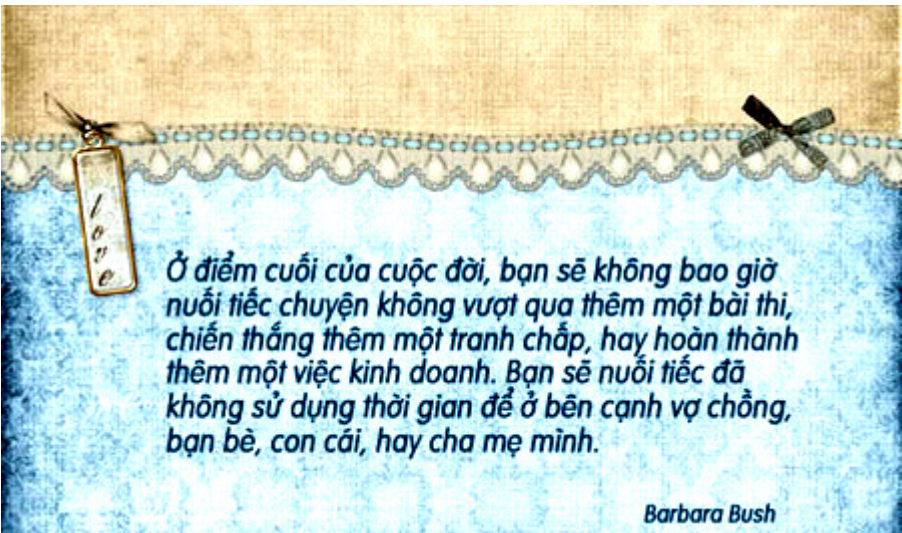 love
Ở điểm cuối của cuộc đời, bạn sẽ không bao giờ
nuối tiếc chuyện không vượt qua thêm một bài thi,
chiến thắng thêm một tranh chấp, hay hoàn thành
thêm một việc kinh doanh. Bạn sẽ nuối tiếc đã
không sử dụng thời gian để ở bên cạnh vợ chồng,
bạn bè, con cái, hay cha mẹ mình.
Barbara Bush